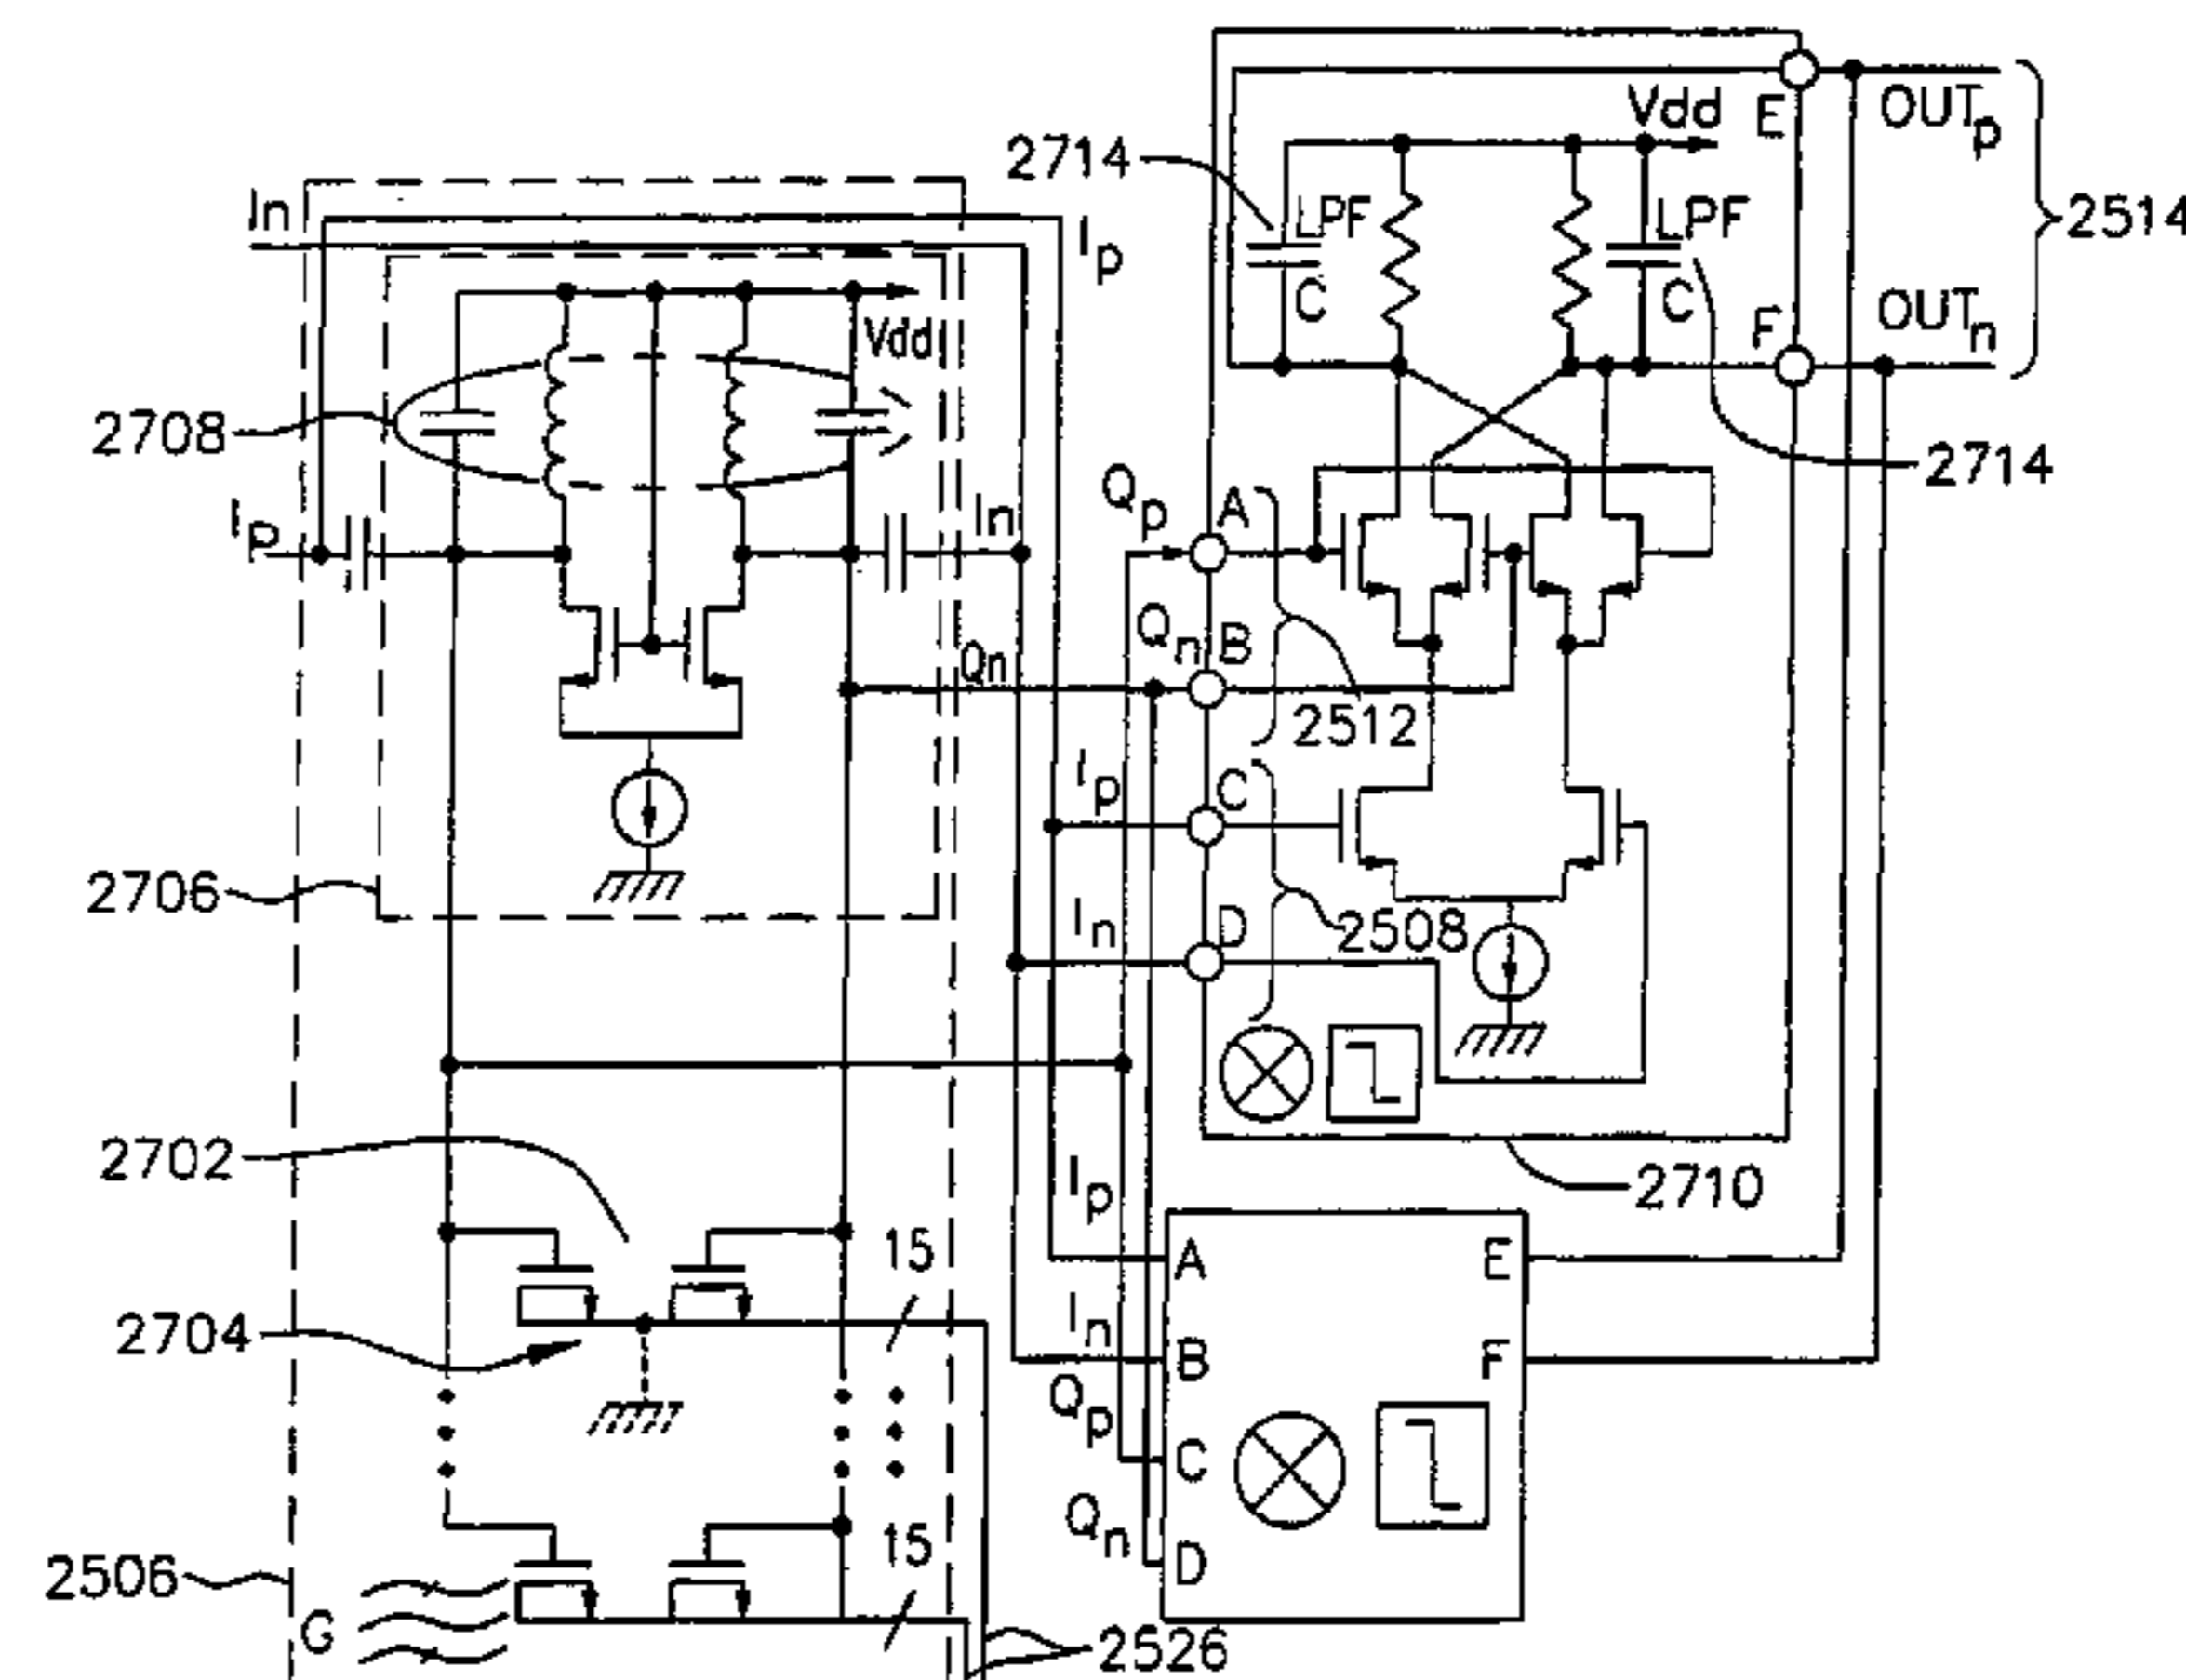 E
OUTp
Vdd
2714
In
LPF
LPF
2514
Ip
C
C
F
OUTn
Vdd
2708
2714
Ip
In
Qp
A
Qn
B
Qn
2512
Ip
C
2706
In
D
2508
2702
Ip
2710
15
A
E
2704
In
B
F
Qp
C
Qn
15
D
2506
G
2526